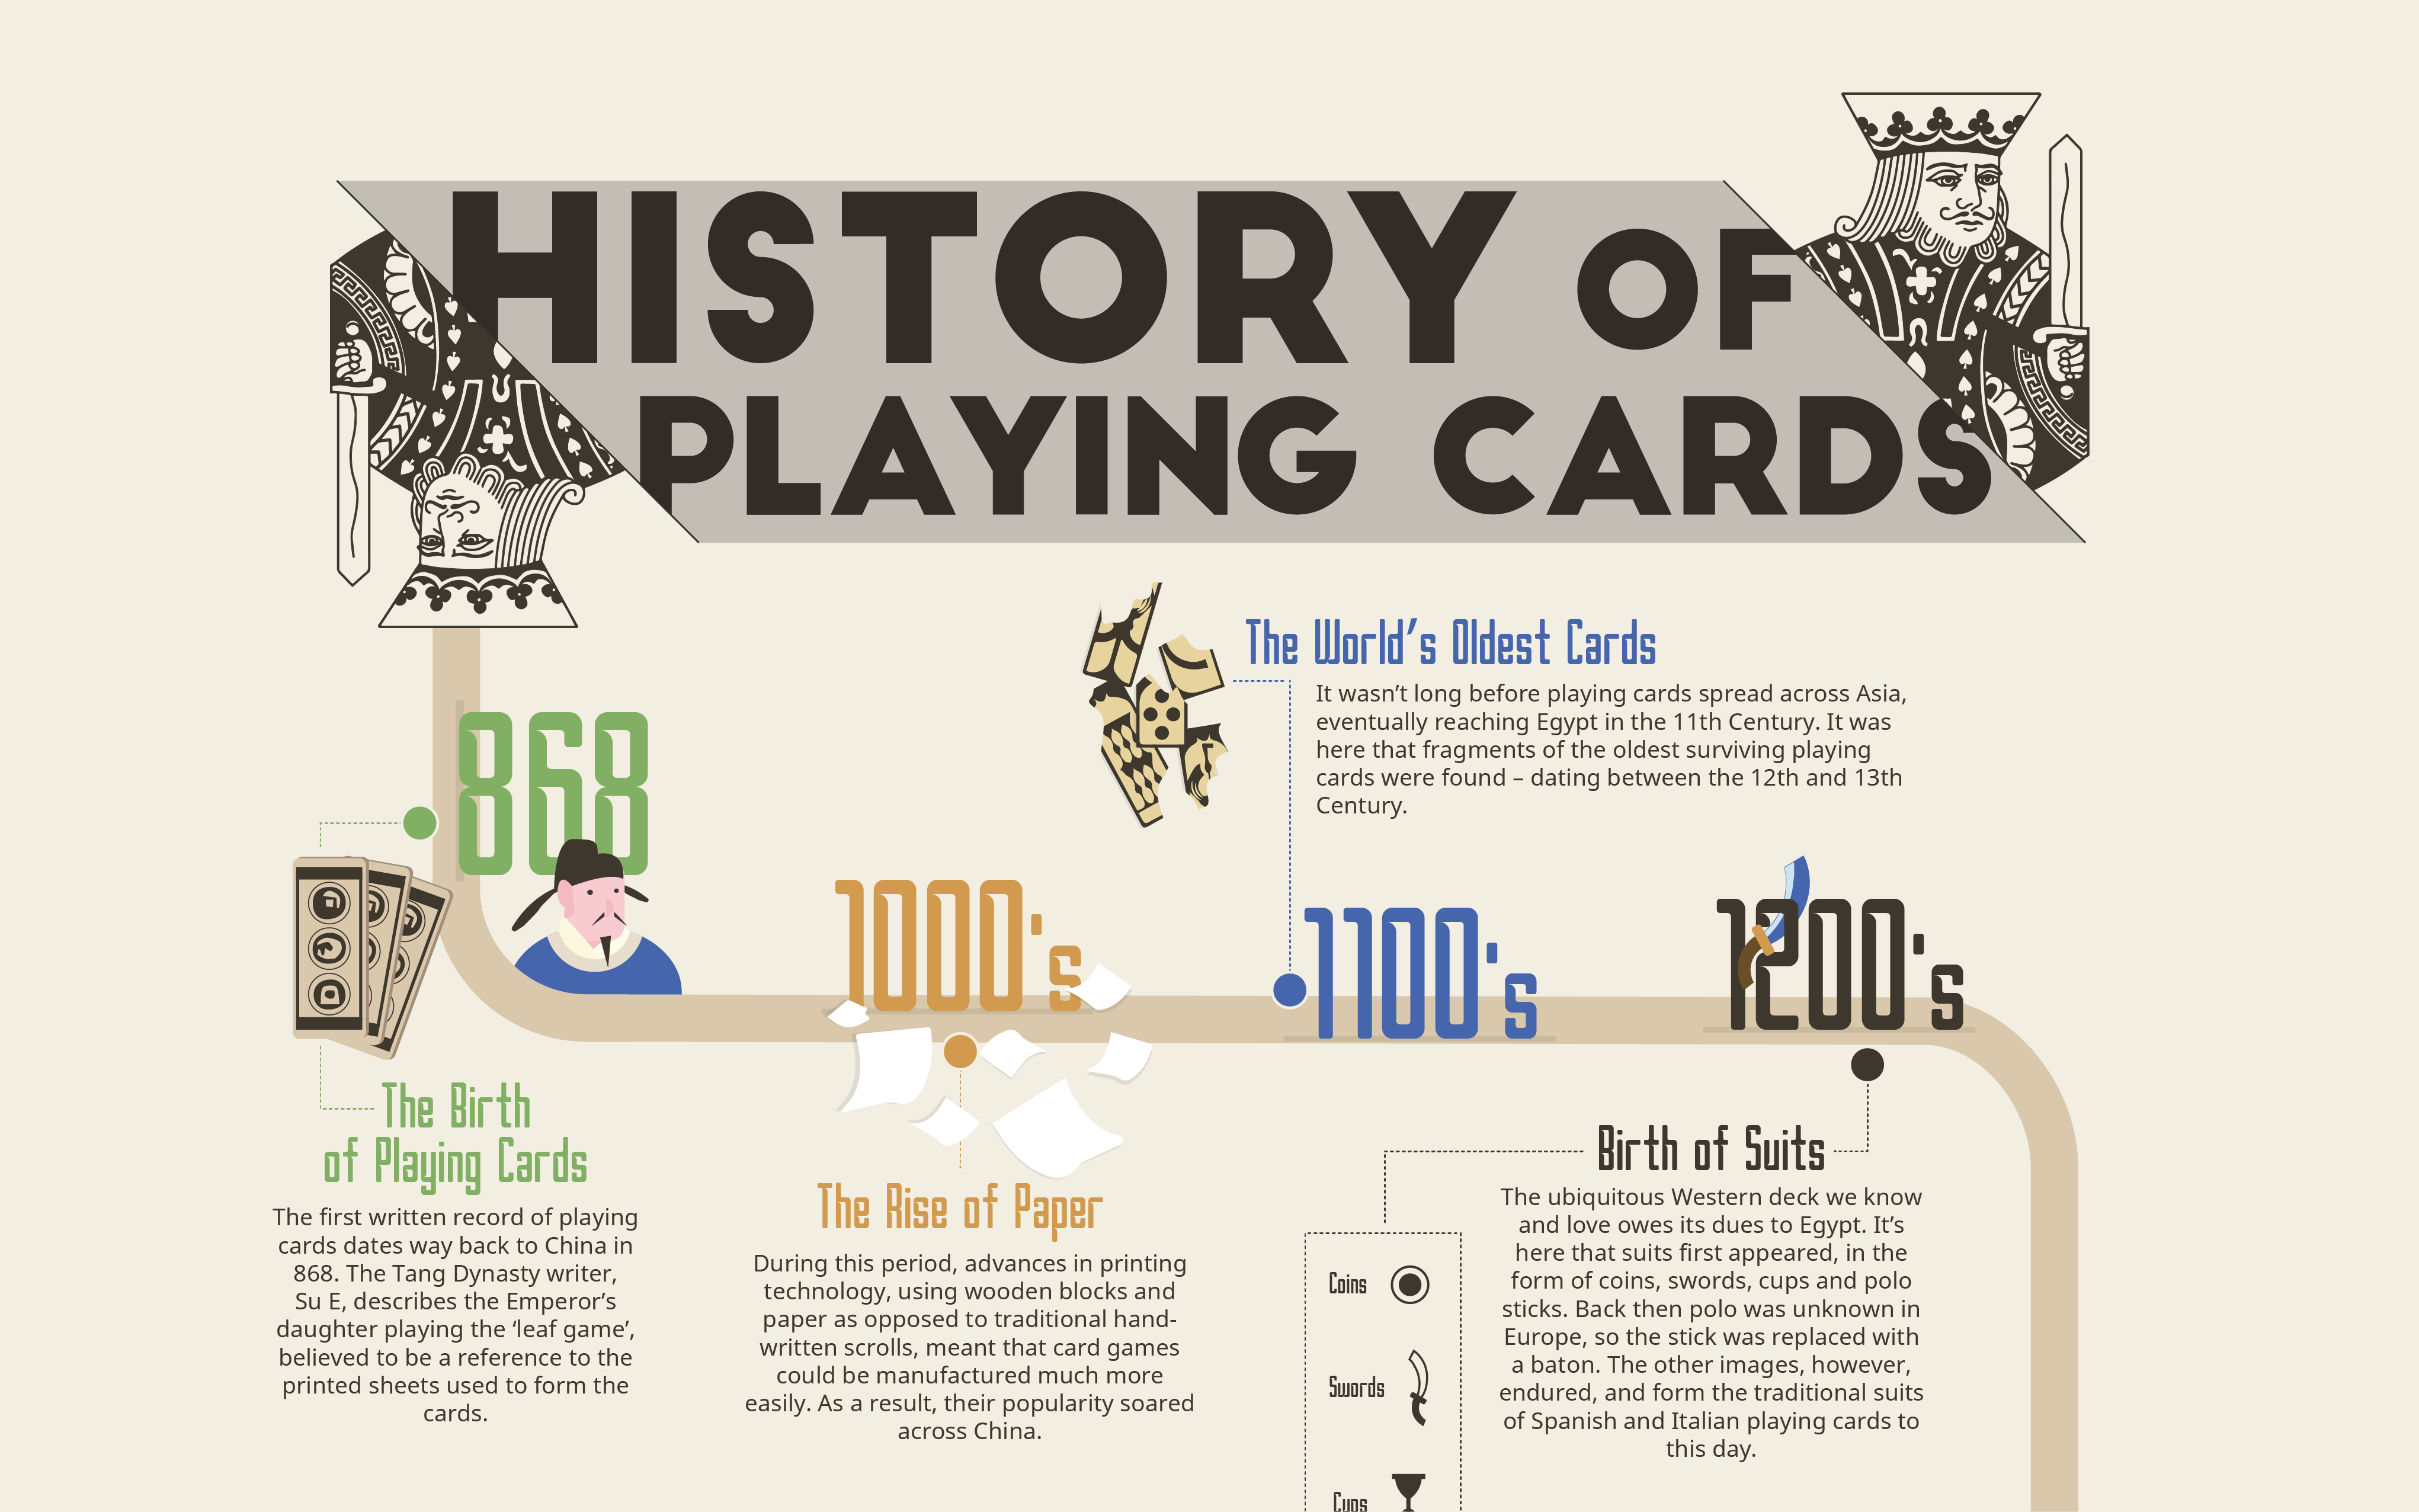 HISTORY OF
PLAYING CARDS
868
The Birth
of Playing Cards
The first written record of playing
cards dates way back to China in
868. The Tang Dynasty writer,
Su E, describes the Emperor’s
daughter playing the ‘leaf game’,
believed to be a reference to the
printed sheets used to form the
cards.
1000's
The Rise of Paper
During this period, advances in printing
technology, using wooden blocks and
paper as opposed to traditional hand-
written scrolls, meant that card games
could be manufactured much more
easily. As a result, their popularity soared
across China.
The World’s Oldest Cards
It wasn’t long before playing cards spread across Asia,
eventually reaching Egypt in the 11th Century. It was
here that fragments of the oldest surviving playing
cards were found – dating between the 12th and 13th
Century.
1100's
1200's
Birth of Suits
The ubiquitous Western deck we know
and love owes its dues to Egypt. It’s
here that suits first appeared, in the
form of coins, swords, cups and polo
sticks. Back then polo was unknown in
Europe, so the stick was replaced with
a baton. The other images, however,
endured, and form the traditional suits
of Spanish and Italian playing cards to
this day.
Coins
Swords
Cups